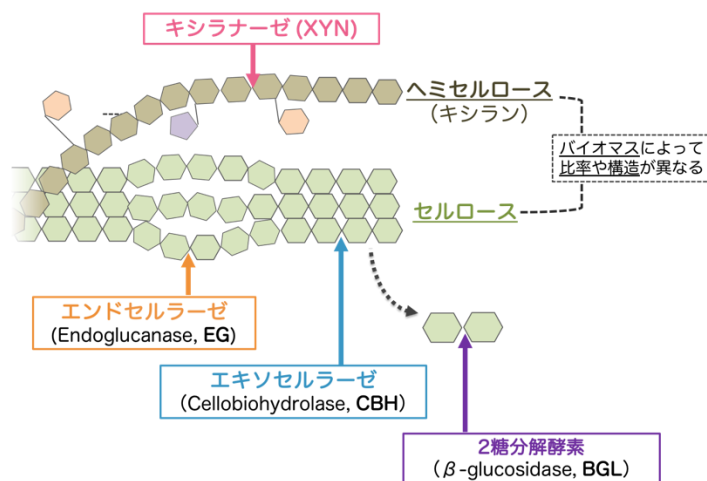 キシラナーゼ (XYN)
ヘミセルロース
（キシラン）
バイオマスによって
比率や構造が異なる
セルロース
エンドセルラーゼ
(Endoglucanase, EG)
エキソセルラーゼ
（Cellobiohydrolase, CBH）
2糖分解酵素
（β-glucosidase, BGL）